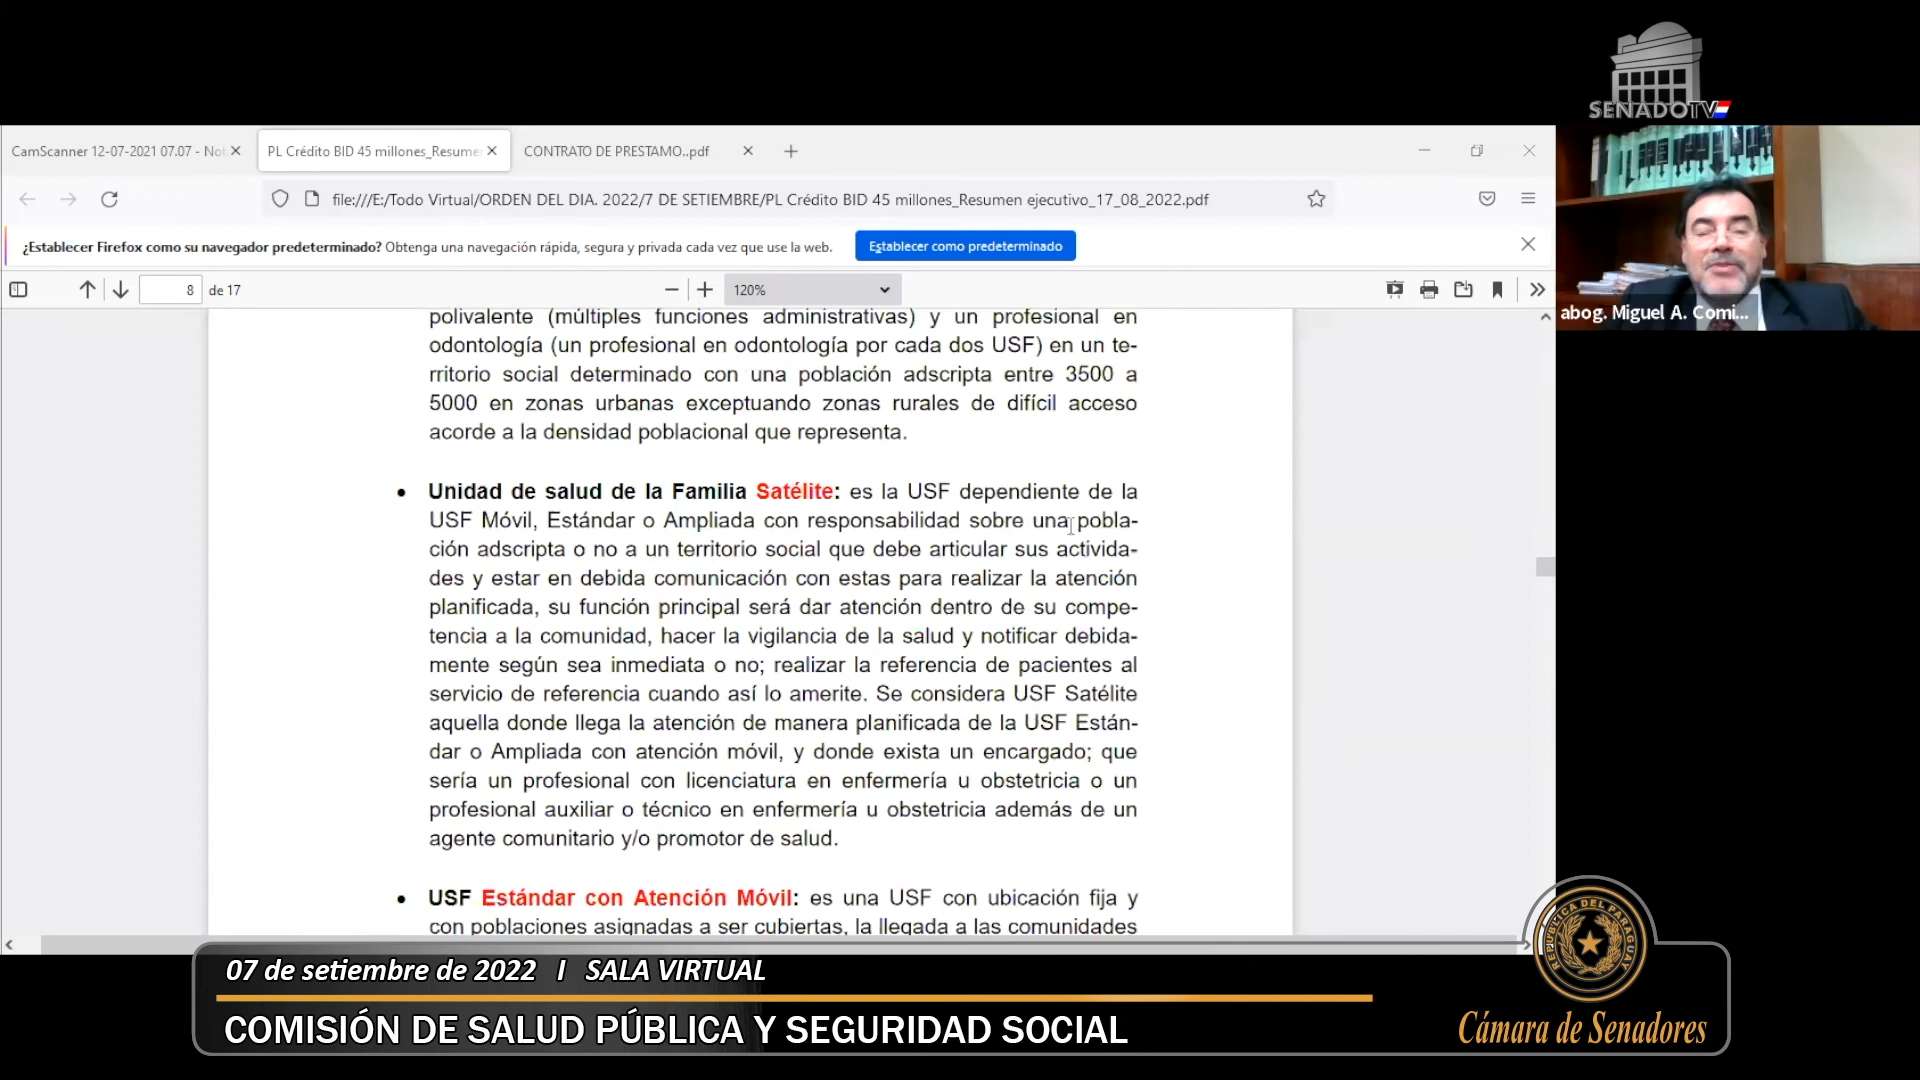 SENADOTV
CamScanner 12-07-2021 07.07 - Not
PL Crédito BID 45 millones_Resume
CONTRATO DE PRESTAMO..pdf
file:///E:/Todo Virtual/ORDEN DEL DIA. 2022/7 DE SETIEMBRE/PL Crédito BID 45 millones_Resumen ejecutivo_17_08_2022.pdf
¿Establecer Firefox como su navegador predeterminado? Obtenga una navegación rápida, segura y privada cada vez que use la web.
Establecer como predeterminado
8 de 17
120%
abog. Miguel A. Comi...
polivalente (múltiples funciones administrativas) y un profesional en
odontología (un profesional en odontología por cada dos USF) en un te-
rritorio social determinado con una población adscripta entre 3500 a
5000 en zonas urbanas exceptuando zonas rurales de difícil acceso
acorde a la densidad poblacional que representa.
• Unidad de salud de la Familia Satélite: es la USF dependiente de la
USF Móvil, Estándar o Ampliada con responsabilidad sobre una pobla-
ción adscripta o no a un territorio social que debe articular sus activida-
des y estar en debida comunicación con estas para realizar la atención
planificada, su función principal será dar atención dentro de su compe-
tencia a la comunidad, hacer la vigilancia de la salud y notificar debida-
mente según sea inmediata o no; realizar la referencia de pacientes al
servicio de referencia cuando así lo amerite. Se considera USF Satélite
aquella donde llega la atención de manera planificada de la USF Están-
dar o Ampliada con atención móvil, y donde exista un encargado; que
sería un profesional con licenciatura en enfermería u obstetricia o un
profesional auxiliar o técnico en enfermería u obstetricia además de un
agente comunitario y/o promotor de salud.
• USF Estándar con Atención Móvil: es una USF con ubicación fija y
con poblaciones asignadas a ser cubiertas, la llegada a las comunidades
07 de setiembre de 2022 I SALA VIRTUAL
COMISIÓN DE SALUD PÚBLICA Y SEGURIDAD SOCIAL
REPÚBLICA DEL PARAGUAY
Cámara de Senadores